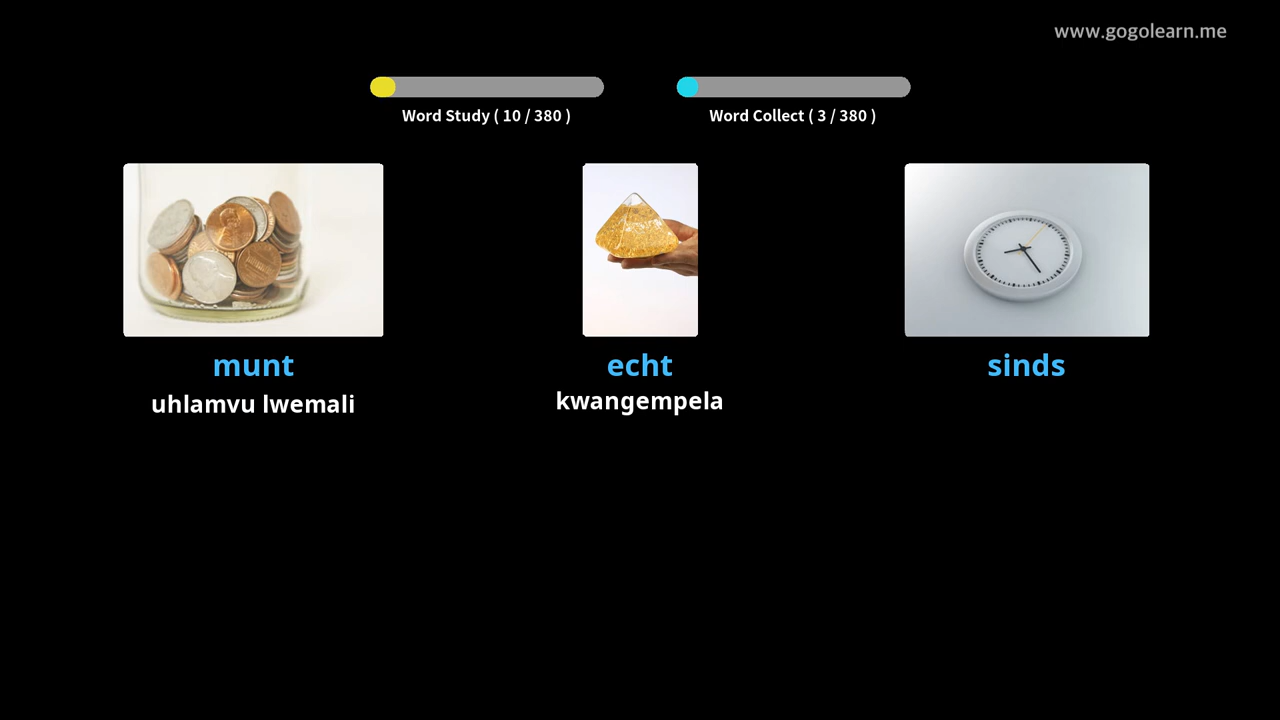 www.gogolearn.me
Word Study ( 10 / 380 )
Word Collect ( 3 / 380 )
munt
uhlamvu lwemali
echt
kwangempela
sinds